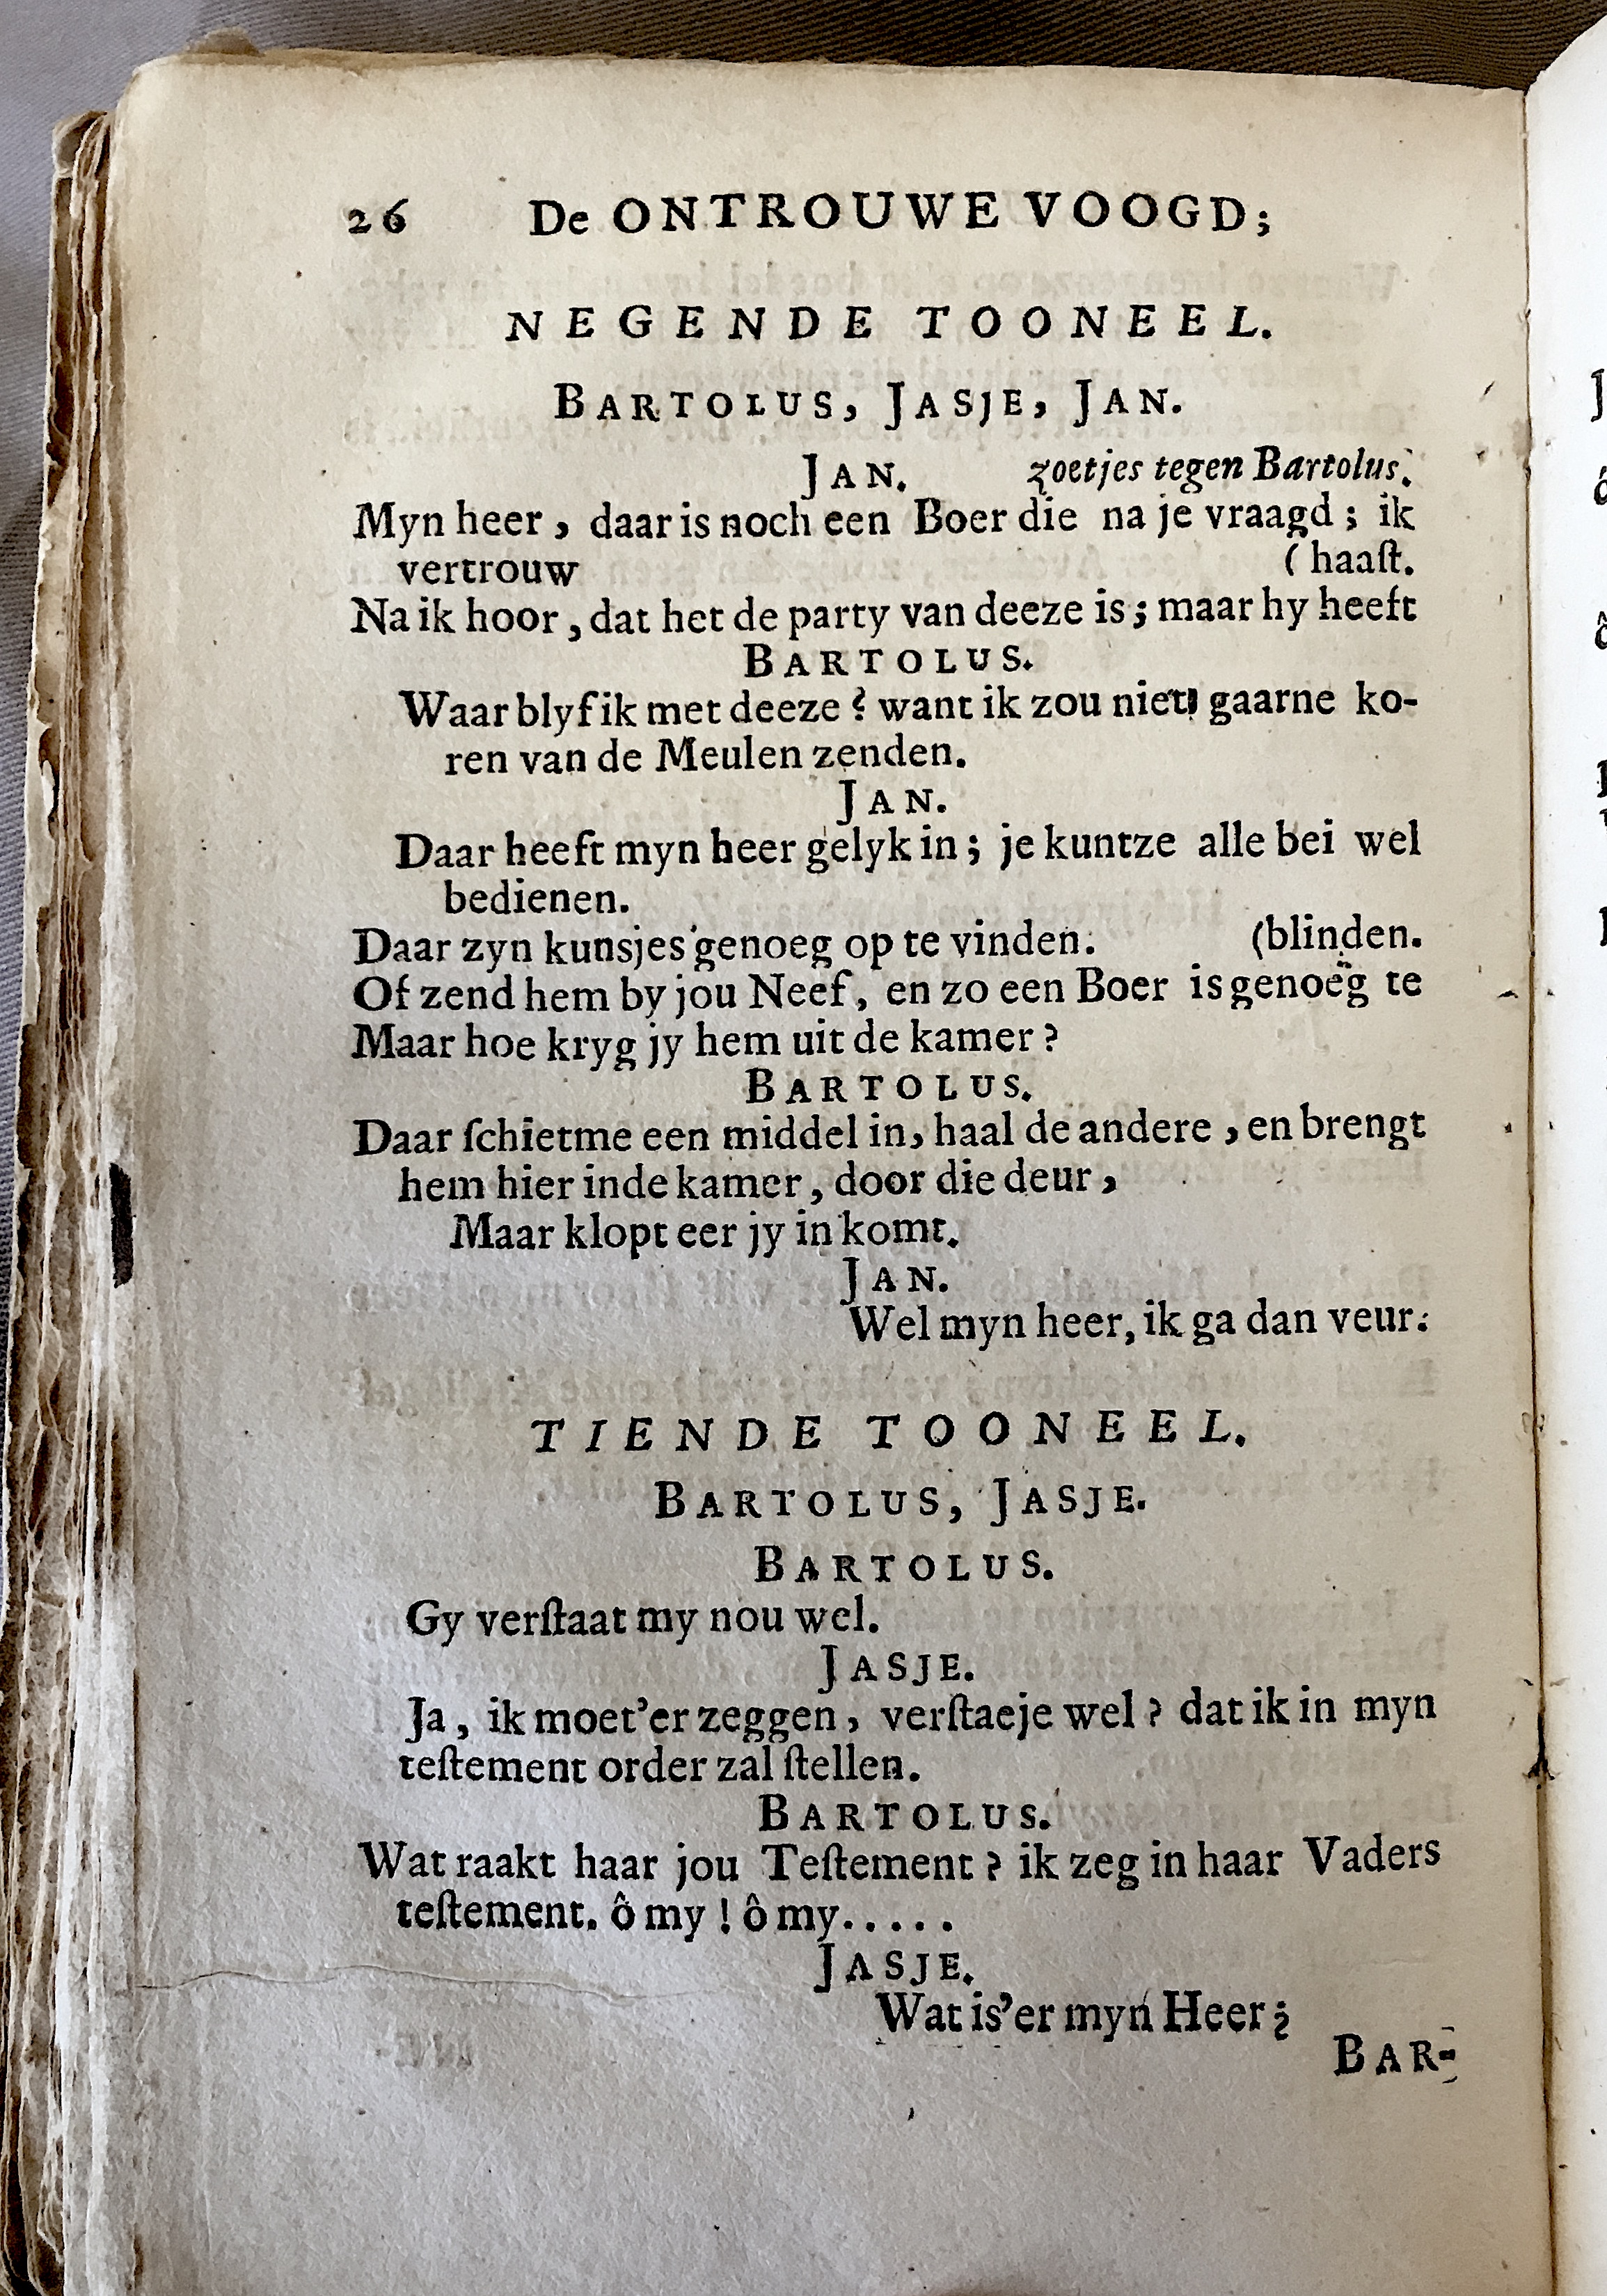 26 De ONTROUWE VOOGD;
NEGENDE TOONEEL.
BARTOLUS, JASJE, JAN.
JAN. zoetjes tegen Bartolus.
Myn heer, daar is noch een Boer die na je vraagd; ik
vertrouw (haaſt.
Na ik hoor, dat het de party van deeze is; maar hy heeft
BARTOLUS.
Waar blyf ik met deeze? want ik zou niet gaarne ko-
ren van de Meulen zenden.
JAN.
Daar heeft myn heer gelyk in; je kuntze alle bei wel
bedienen.
Daar zyn kunsjes genoeg op te vinden. (blinden.
Of zend hem by jou Neef, en zo een Boer is genoeg te
Maar hoe kryg jy hem uit de kamer?
BARTOLUS.
Daar ſchietme een middel in, haal de andere, en brengt
hem hier inde kamer, door die deur,
Maar klopt eer jy in komt.
JAN.
Wel myn heer, ik ga dan veur.
TIENDE TOONEEL.
BARTOLUS, JASJE.
BARTOLUS.
Gy verſtaat my nou wel.
JASJE.
Ja, ik moet'er zeggen, verſtaeje wel? dat ik in myn
teſtement order zal ſtellen.
BARTOLUS.
Wat raakt haar jou Teſtement? ik zeg in haar Vaders
teſtement. ô my! ô my.....
JASJE.
Wat is'er myn Heer?
BAR-